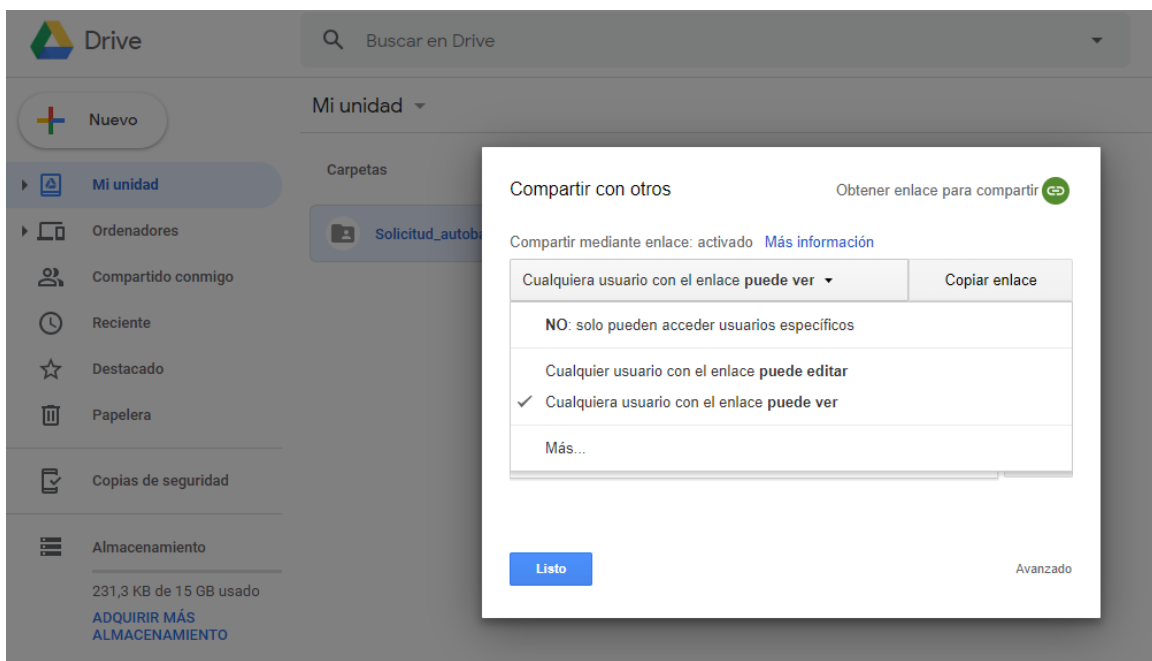 Drive
Buscar en Drive
Nuevo
Mi unidad
Mi unidad
Ordenadores
Compartido conmigo
Reciente
Destacado
Papelera
Copias de seguridad
Almacenamiento
231,3 KB de 15 GB usado
ADQUIRIR MÁS
ALMACENAMIENTO
Carpetas
Solicitud_autoba
Compartir con otros
Obtener enlace para compartir
Compartir mediante enlace: activado Más información
Cualquiera usuario con el enlace puede ver
Copiar enlace
NO: solo pueden acceder usuarios específicos
Cualquier usuario con el enlace puede editar
Cualquiera usuario con el enlace puede ver
Más...
Listo
Avanzado